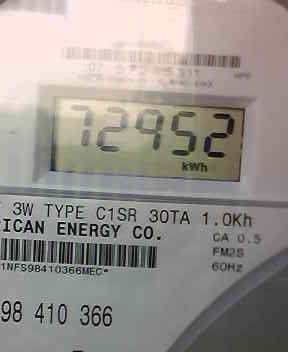 72952
kWh
3W TYPE C1SR 30TA 1.0Kh
RICAN ENERGY CO.
CA 0.5
FM2S
60Hz
1NFS98410366MEC*
98 410 366